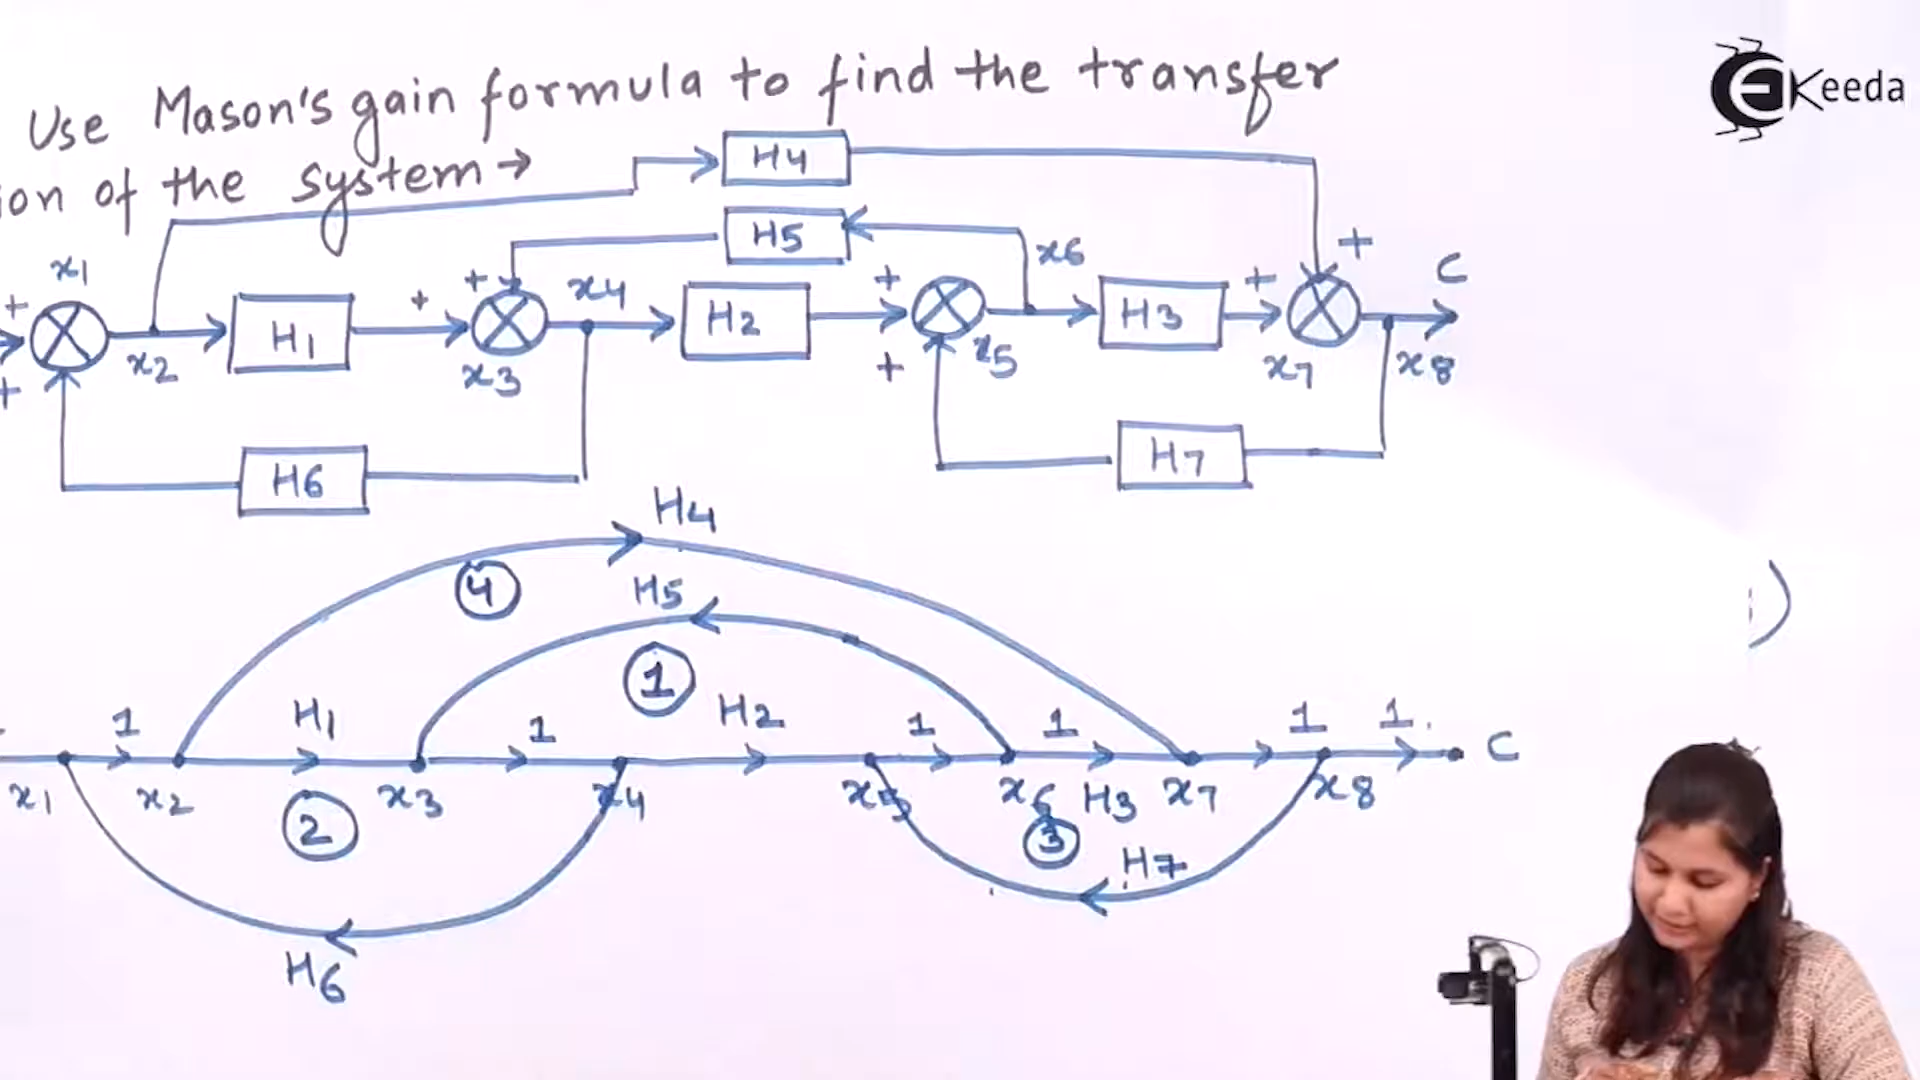 Use Mason's gain formula to find the transfer
ion of the system →
Keeda
H4
H5
x1 + x4 + x6 + + C
+ + H1 H2 H3
+ x2 x3 + x5 x7 x8
H6 H7
H4
4 H5
1
1 H1 1 H2 1 1 1 1. C
x1 x2 x3 x4 x5 x6 H3 x7 x8
2 3
H7
H6